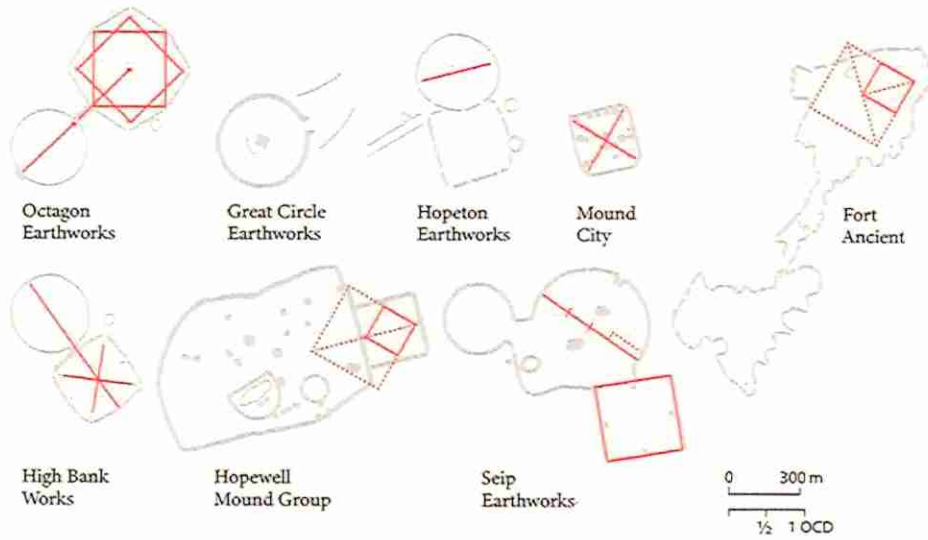 Octagon
Earthworks
Great Circle
Earthworks
Hopeton
Earthworks
Mound
City
Fort
Ancient
High Bank
Works
Hopewell
Mound Group
Seip
Earthworks
0 300 m
½ 1 OCD